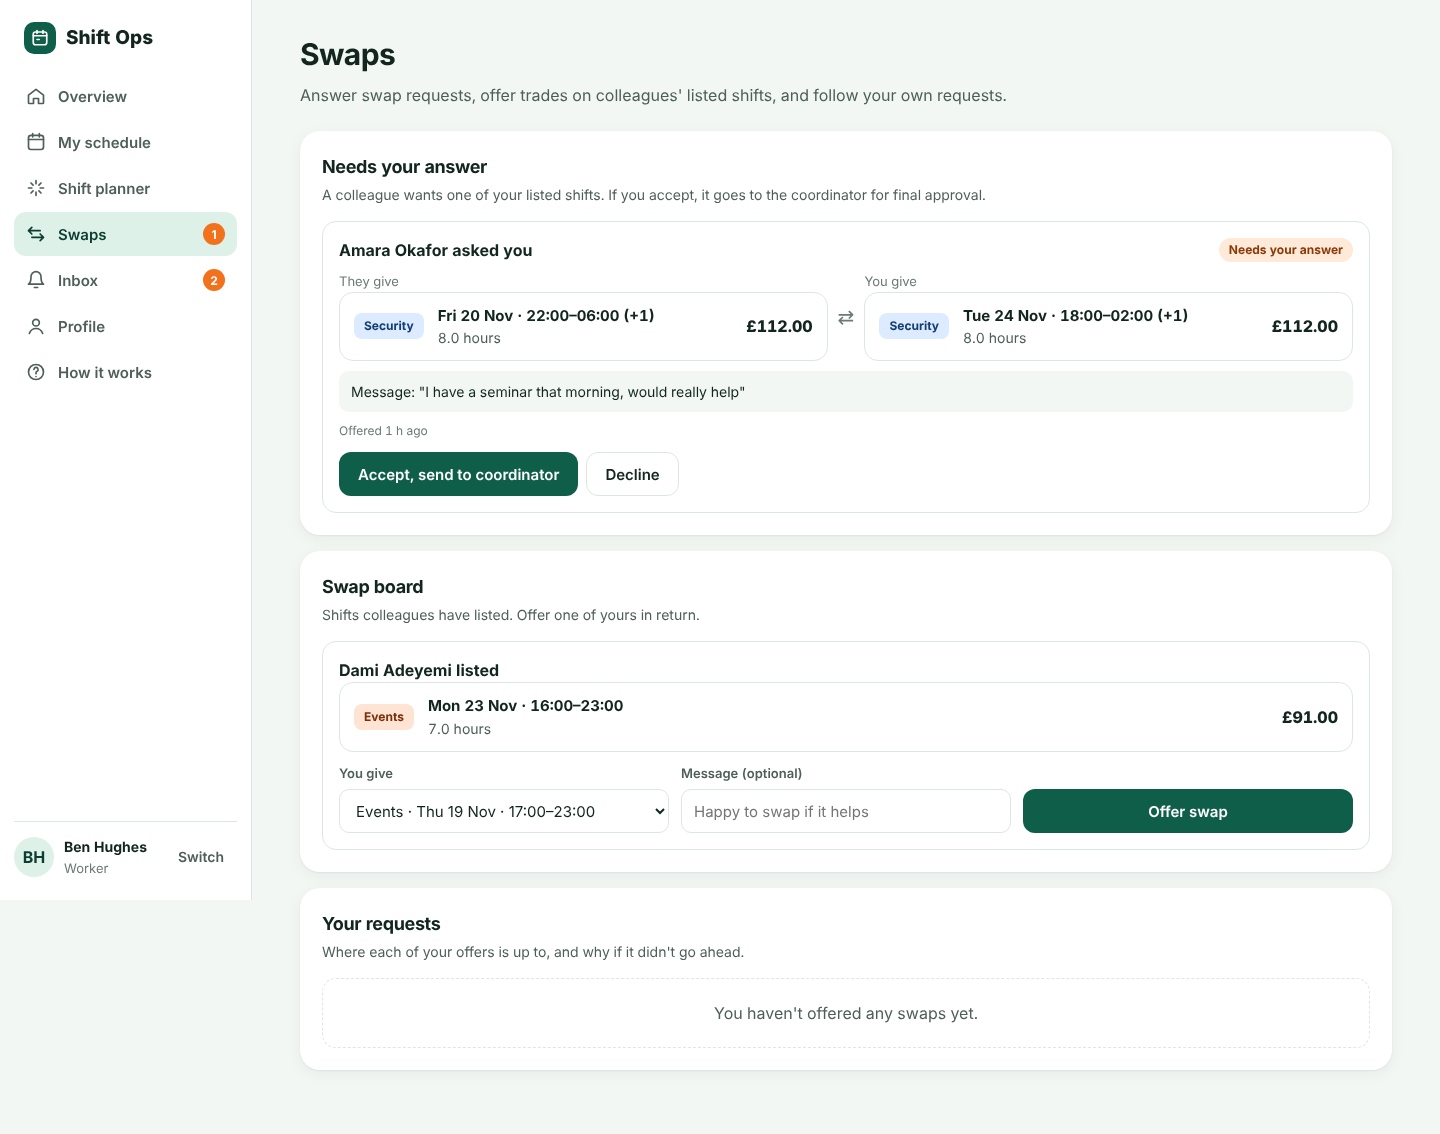 Shift Ops
Overview
My schedule
Shift planner
Swaps
1
Inbox
2
Profile
How it works
BH
Ben Hughes
Worker
Switch
Swaps
Answer swap requests, offer trades on colleagues' listed shifts, and follow your own requests.
Needs your answer
A colleague wants one of your listed shifts. If you accept, it goes to the coordinator for final approval.
Amara Okafor asked you
Needs your answer
They give
Security
Fri 20 Nov · 22:00–06:00 (+1)
8.0 hours
£112.00
You give
Security
Tue 24 Nov · 18:00–02:00 (+1)
8.0 hours
£112.00
Message: "I have a seminar that morning, would really help"
Offered 1 h ago
Accept, send to coordinator
Decline
Swap board
Shifts colleagues have listed. Offer one of yours in return.
Dami Adeyemi listed
Events
Mon 23 Nov · 16:00–23:00
7.0 hours
£91.00
You give
Events · Thu 19 Nov · 17:00–23:00
Message (optional)
Happy to swap if it helps
Offer swap
Your requests
Where each of your offers is up to, and why if it didn't go ahead.
You haven't offered any swaps yet.